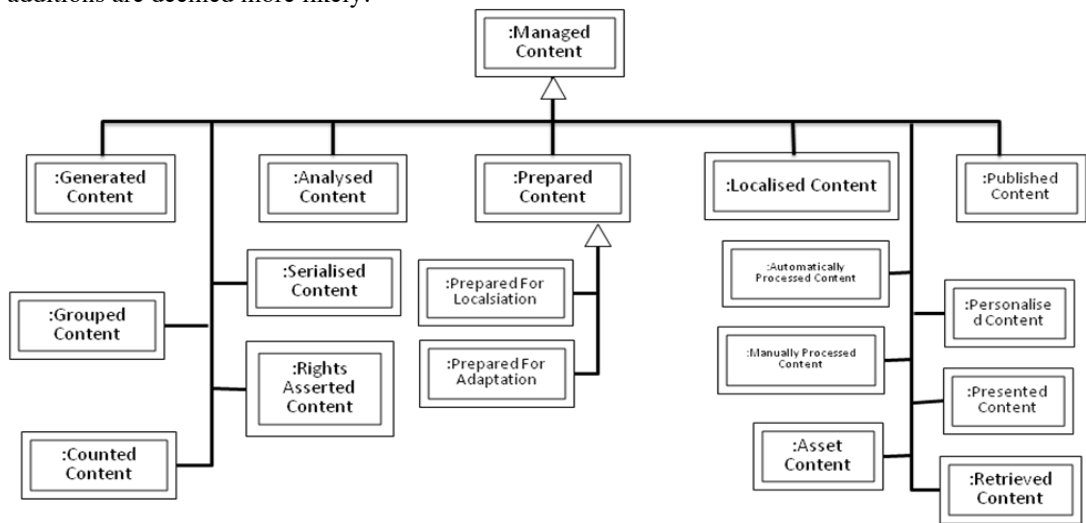 additions are deemed more likely.
:Managed
Content
:Generated
Content
:Analysed
Content
:Prepared
Content
:Localised Content
:Published
Content
:Serialised
Content
:Prepared For
Localsiation
:Automatically
Processed Content
:Grouped
Content
:Personalise
d Content
:Rights
Asserted
Content
:Prepared For
Adaptation
:Manually Processed
Content
:Presented
Content
:Counted
Content
:Asset
Content
:Retrieved
Content